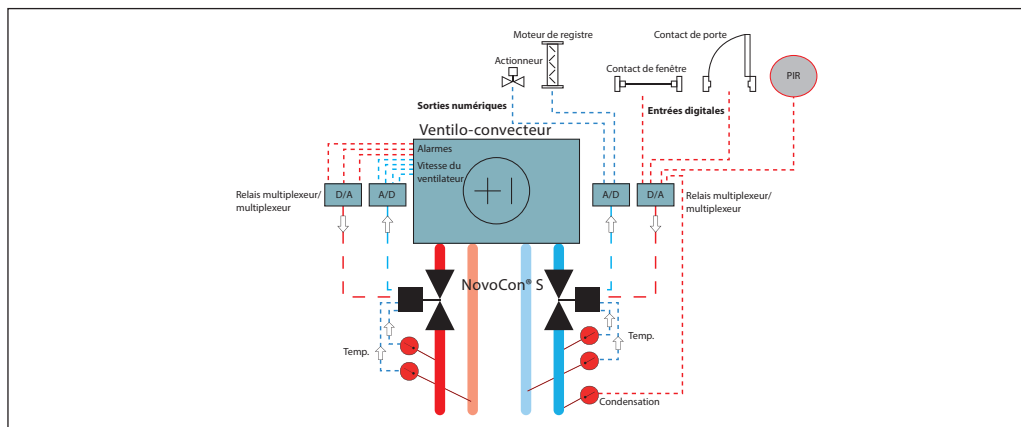 Moteur de registre
Contact de porte
Actionneur
Contact de fenêtre
PIR
Sorties numériques
Entrées digitales
Ventilo-convecteur
Alarmes
Vitesse du
ventilateur
Relais multiplexeur/
multiplexeur
D/A
A/D
A/D
D/A
Relais multiplexeur/
multiplexeur
NovoCon® S
Temp.
Temp.
Condensation